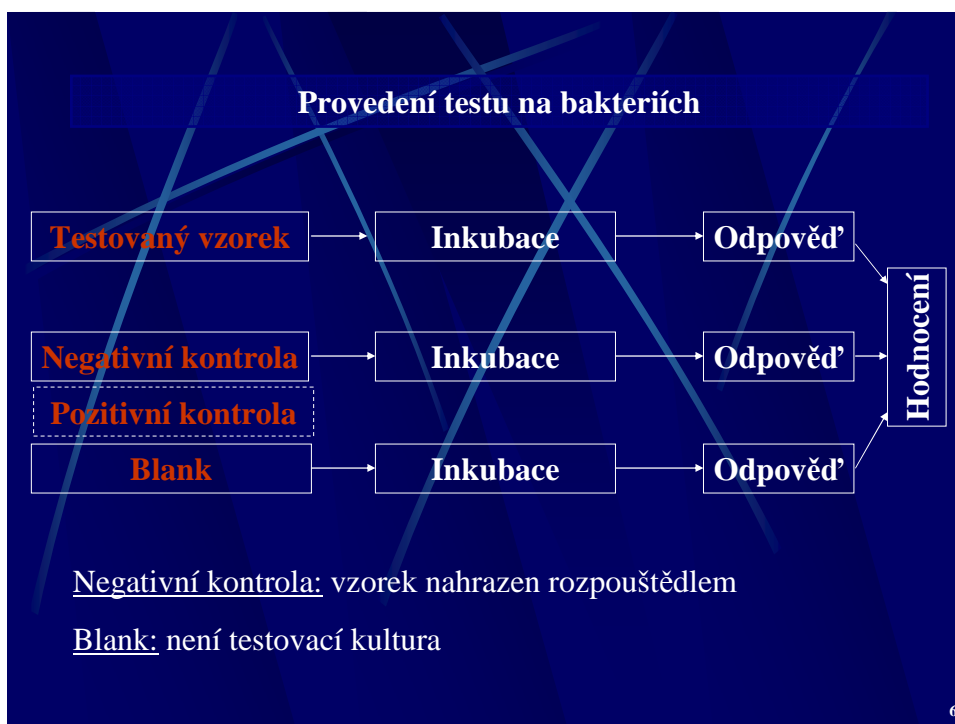 Provedení testu na bakteriích
Testovaný vzorek
Inkubace
Odpověď
Negativní kontrola
Inkubace
Odpověď
Hodnocení
Pozitivní kontrola
Blank
Inkubace
Odpověď
Negativní kontrola: vzorek nahrazen rozpouštědlem
Blank: není testovací kultura
6